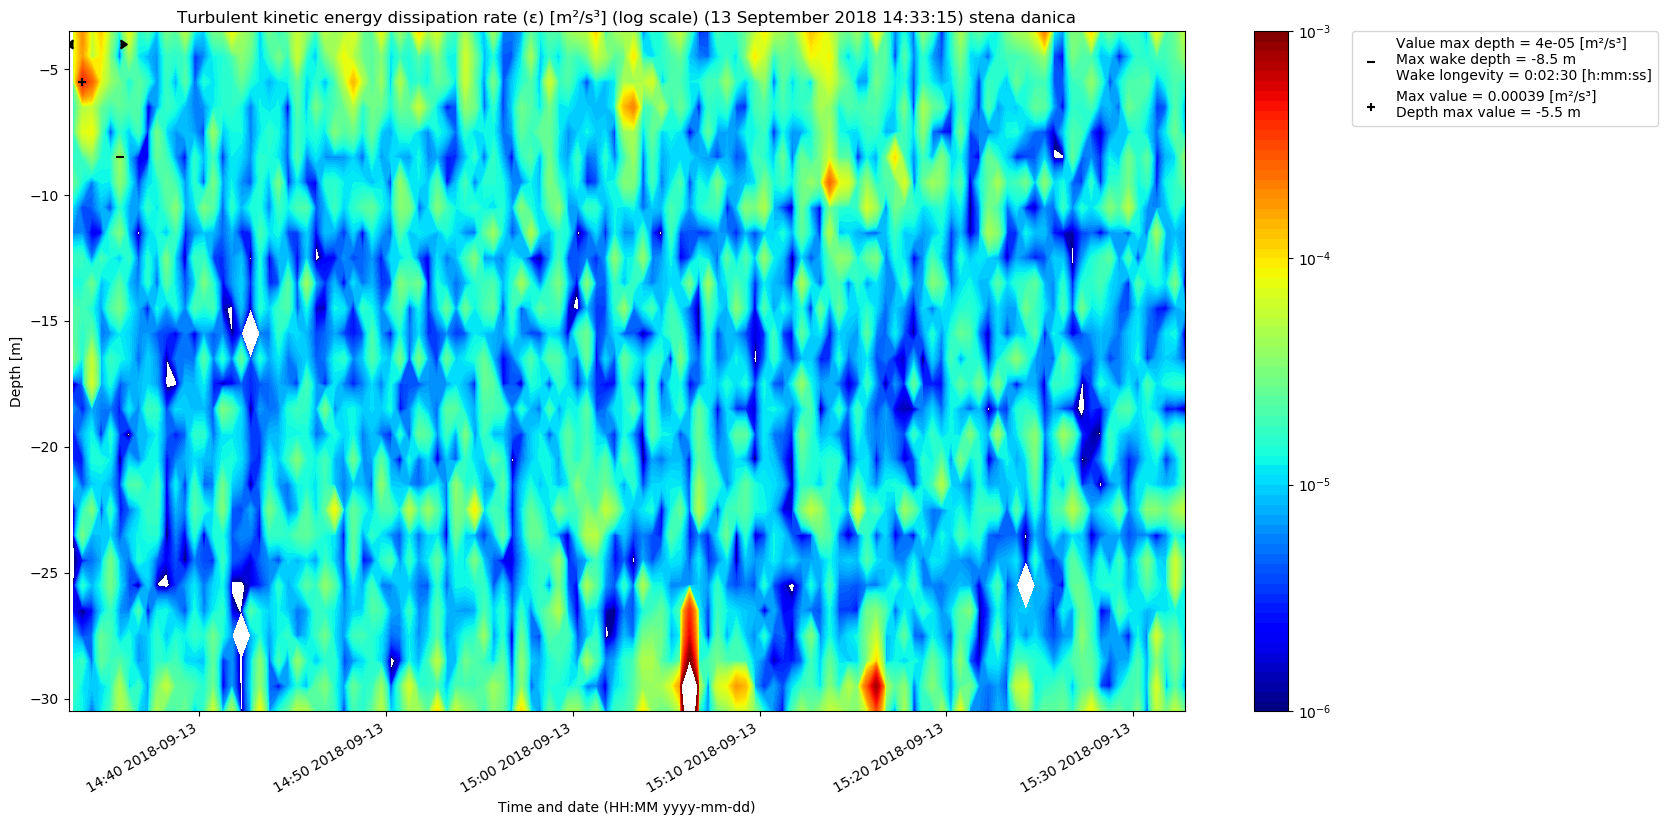 Turbulent kinetic energy dissipation rate (ε) [m²/s³] (log scale) (13 September 2018 14:33:15) stena danica
Depth [m]
−5
−10
−15
−20
−25
−30
14:40 2018-09-13
14:50 2018-09-13
15:00 2018-09-13
15:10 2018-09-13
15:20 2018-09-13
15:30 2018-09-13
Time and date (HH:MM yyyy-mm-dd)
10⁻³
10⁻⁴
10⁻⁵
10⁻⁶
Value max depth = 4e-05 [m²/s³]
Max wake depth = -8.5 m
Wake longevity = 0:02:30 [h:mm:ss]
Max value = 0.00039 [m²/s³]
Depth max value = -5.5 m